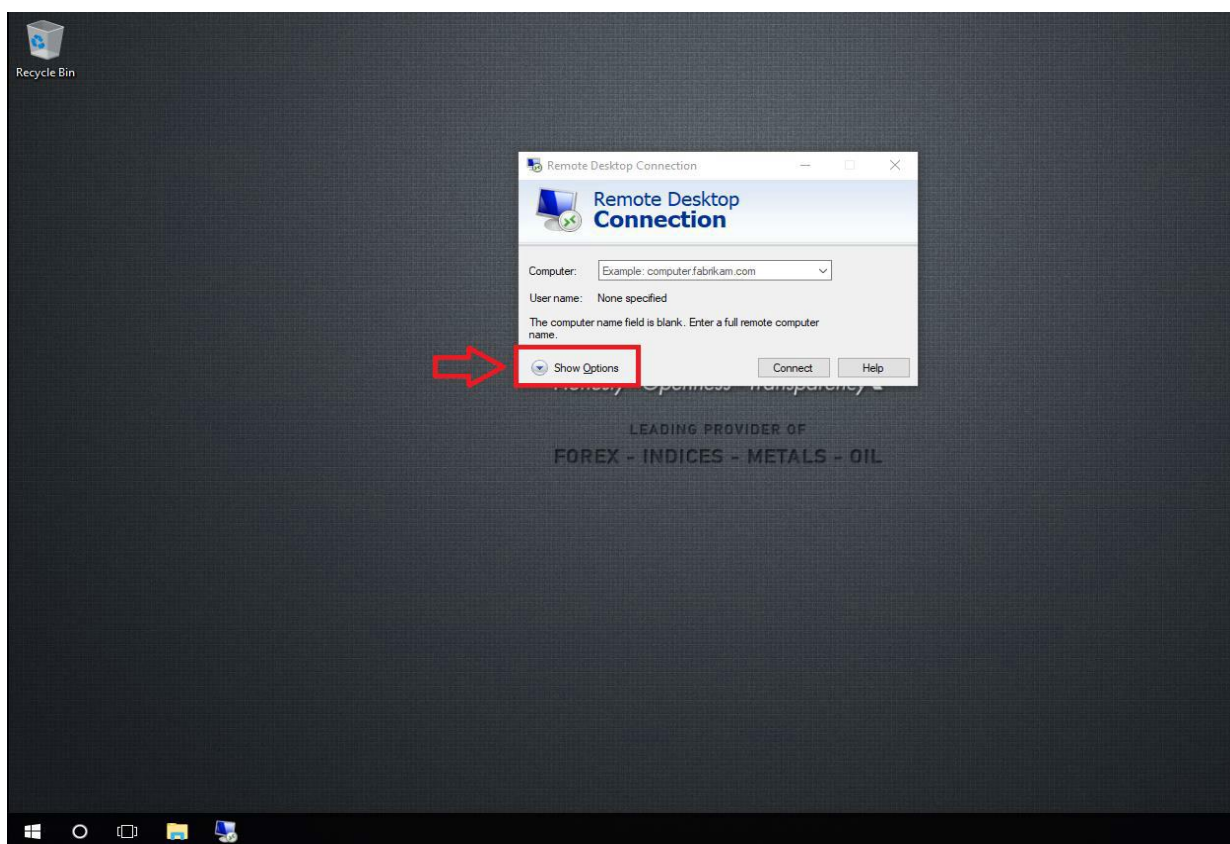 Recycle Bin
Remote Desktop Connection
Remote Desktop
Connection
Computer:
Example: computer.fabrikam.com
User name: None specified
The computer name field is blank. Enter a full remote computer
name.
Show Options
Connect
Help
LEADING PROVIDER OF
FOREX - INDICES - METALS - OIL